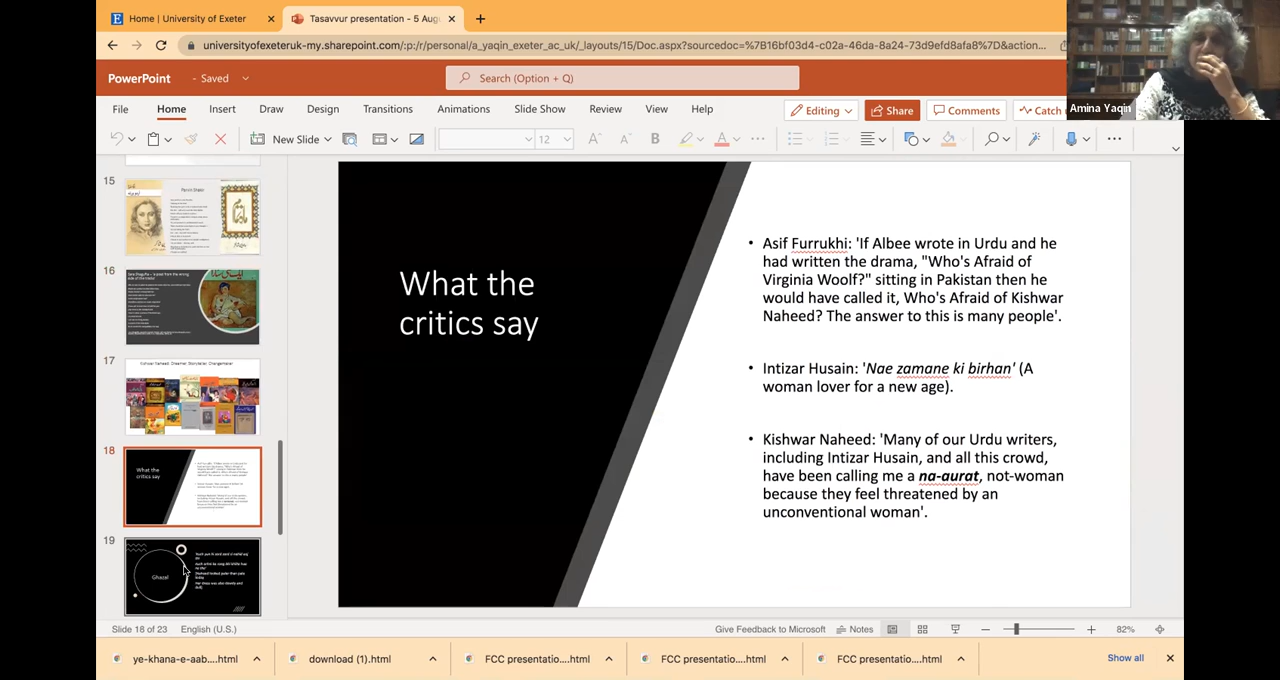 Home | University of Exeter
Tasavvur presentation - 5 Aug
universityofexeteruk-my.sharepoint.com/:p:/r/personal/a_yaqin_exeter_ac_uk/_layouts/15/Doc.aspx?sourcedoc=%7B16bf03d4-c02a-46da-8a24-73d9efd8afa8%7D&action...
Amina Yaqin
PowerPoint
- Saved
Search (Option + Q)
File Home Insert Draw Design Transitions Animations Slide Show Review View Help
Editing Share Comments Catch
New Slide 12
15
16
17
Kishwar Naheed: Dreamer, Storyteller, Changemaker
18
What the
say
19
Ghazal
What the
critics say
• Asif Furrukhi: 'If Albee wrote in Urdu and he
had written the drama, "Who's Afraid of
Virginia Woolf?" sitting in Pakistan then he
would have called it, Who's Afraid of Kishwar
Naheed? The answer to this is many people'.
• Intizar Husain: 'Nae zamane ki birhan' (A
woman lover for a new age).
• Kishwar Naheed: 'Many of our Urdu writers,
including Intizar Husain, and all this crowd,
have been calling me a na-aurat, not-woman
because they feel threatened by an
unconventional woman'.
Slide 18 of 23 English (U.S.)
Give Feedback to Microsoft Notes 82%
ye-khana-e-aab....html
download (1).html
FCC presentatio....html
FCC presentatio....html
FCC presentatio....html
Show all